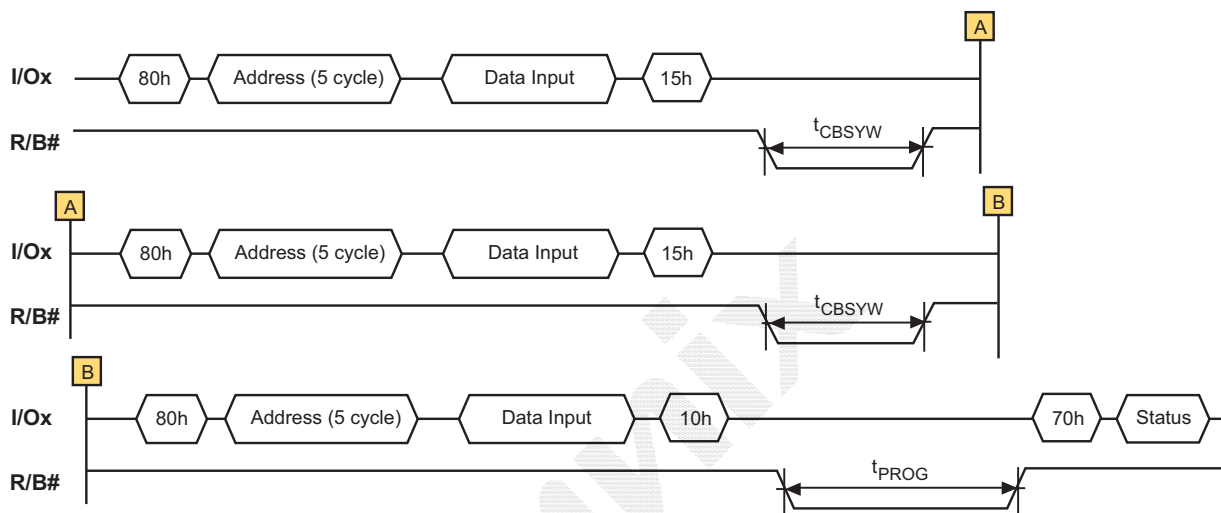 A
I/Ox 80h Address (5 cycle) Data Input 15h
R/B# tCBSYW
A B
I/Ox 80h Address (5 cycle) Data Input 15h
R/B# tCBSYW
B
I/Ox 80h Address (5 cycle) Data Input 10h 70h Status
R/B# tPROG